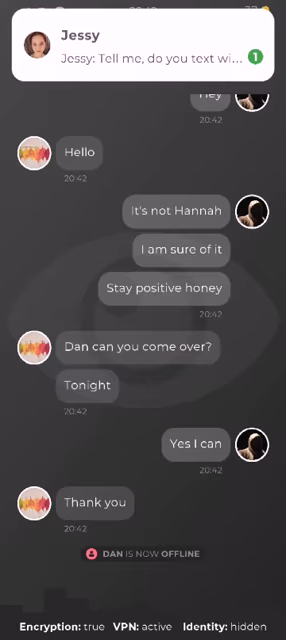 Jessy
Jessy: Tell me, do you text wi... 1
Hey
20:42
Hello
20:42
It's not Hannah
I am sure of it
Stay positive honey
20:42
Dan can you come over?
Tonight
20:42
Yes I can
20:42
Thank you
20:42
DAN IS NOW OFFLINE
Encryption: true VPN: active Identity: hidden